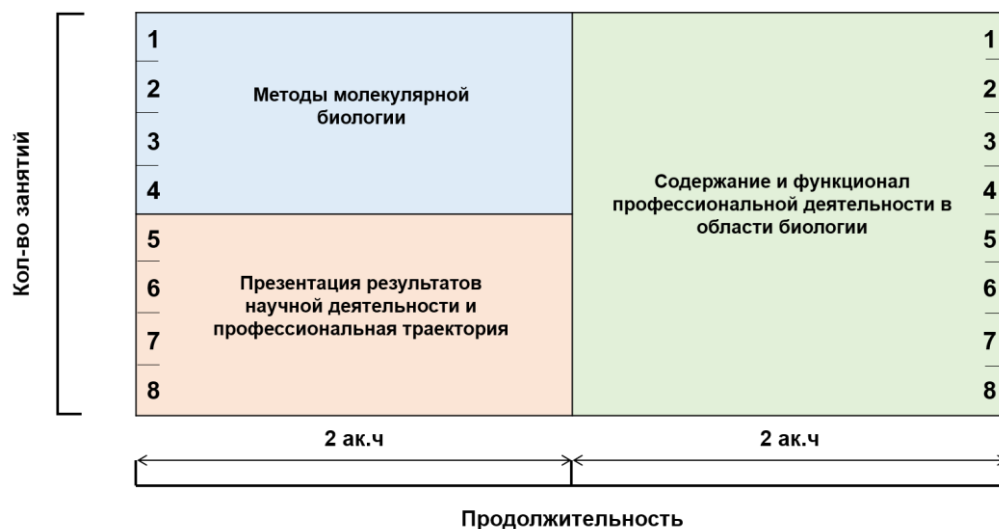 Кол-во занятий
1
2
3
4
5
6
7
8
Методы молекулярной
биологии
Презентация результатов
научной деятельности и
профессиональная траектория
Содержание и функционал
профессиональной деятельности в
области биологии
1
2
3
4
5
6
7
8
2 ак.ч
2 ак.ч
Продолжительность